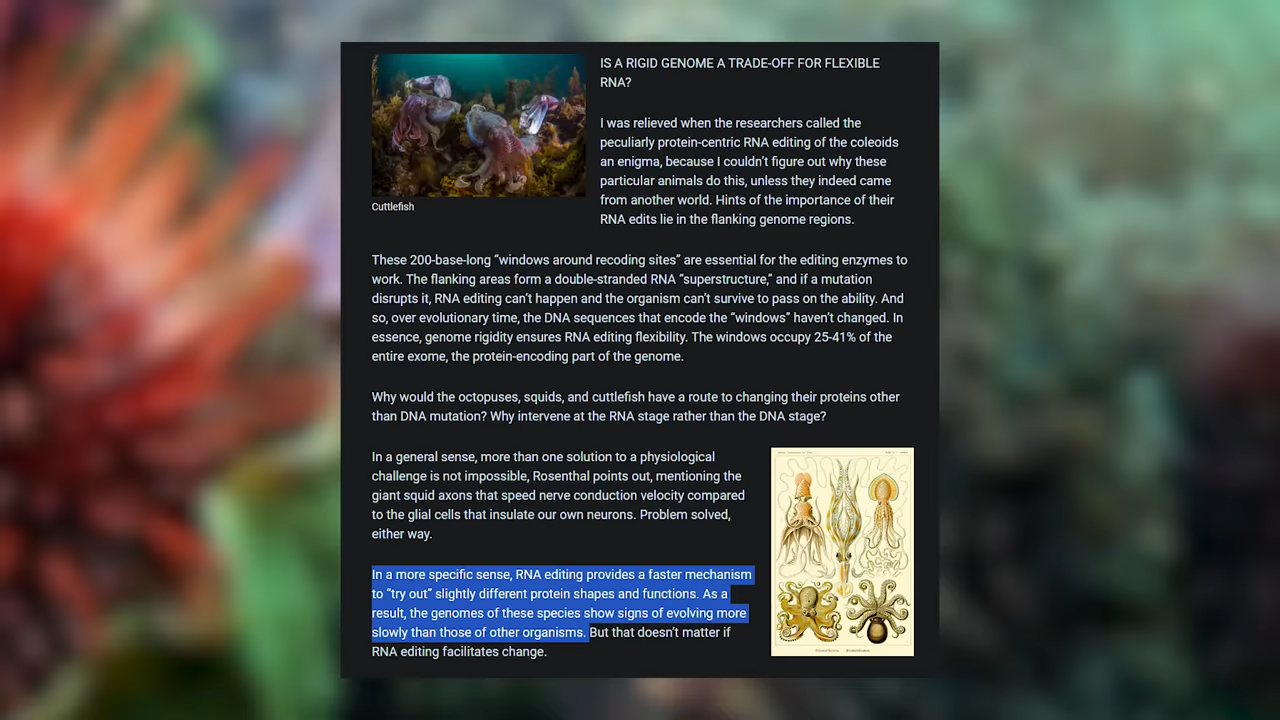 IS A RIGID GENOME A TRADE-OFF FOR FLEXIBLE
RNA?
I was relieved when the researchers called the
peculiarly protein-centric RNA editing of the coleoids
an enigma, because I couldn’t figure out why these
particular animals do this, unless they indeed came
from another world. Hints of the importance of their
RNA edits lie in the flanking genome regions.
Cuttlefish
These 200-base-long “windows around recoding sites” are essential for the editing enzymes to
work. The flanking areas form a double-stranded RNA “superstructure,” and if a mutation
disrupts it, RNA editing can’t happen and the organism can’t survive to pass on the ability. And
so, over evolutionary time, the DNA sequences that encode the “windows” haven’t changed. In
essence, genome rigidity ensures RNA editing flexibility. The windows occupy 25-41% of the
entire exome, the protein-encoding part of the genome.
Why would the octopuses, squids, and cuttlefish have a route to changing their proteins other
than DNA mutation? Why intervene at the RNA stage rather than the DNA stage?
In a general sense, more than one solution to a physiological
challenge is not impossible, Rosenthal points out, mentioning the
giant squid axons that speed nerve conduction velocity compared
to the glial cells that insulate our own neurons. Problem solved,
either way.
In a more specific sense, RNA editing provides a faster mechanism
to “try out” slightly different protein shapes and functions. As a
result, the genomes of these species show signs of evolving more
slowly than those of other organisms. But that doesn’t matter if
RNA editing facilitates change.